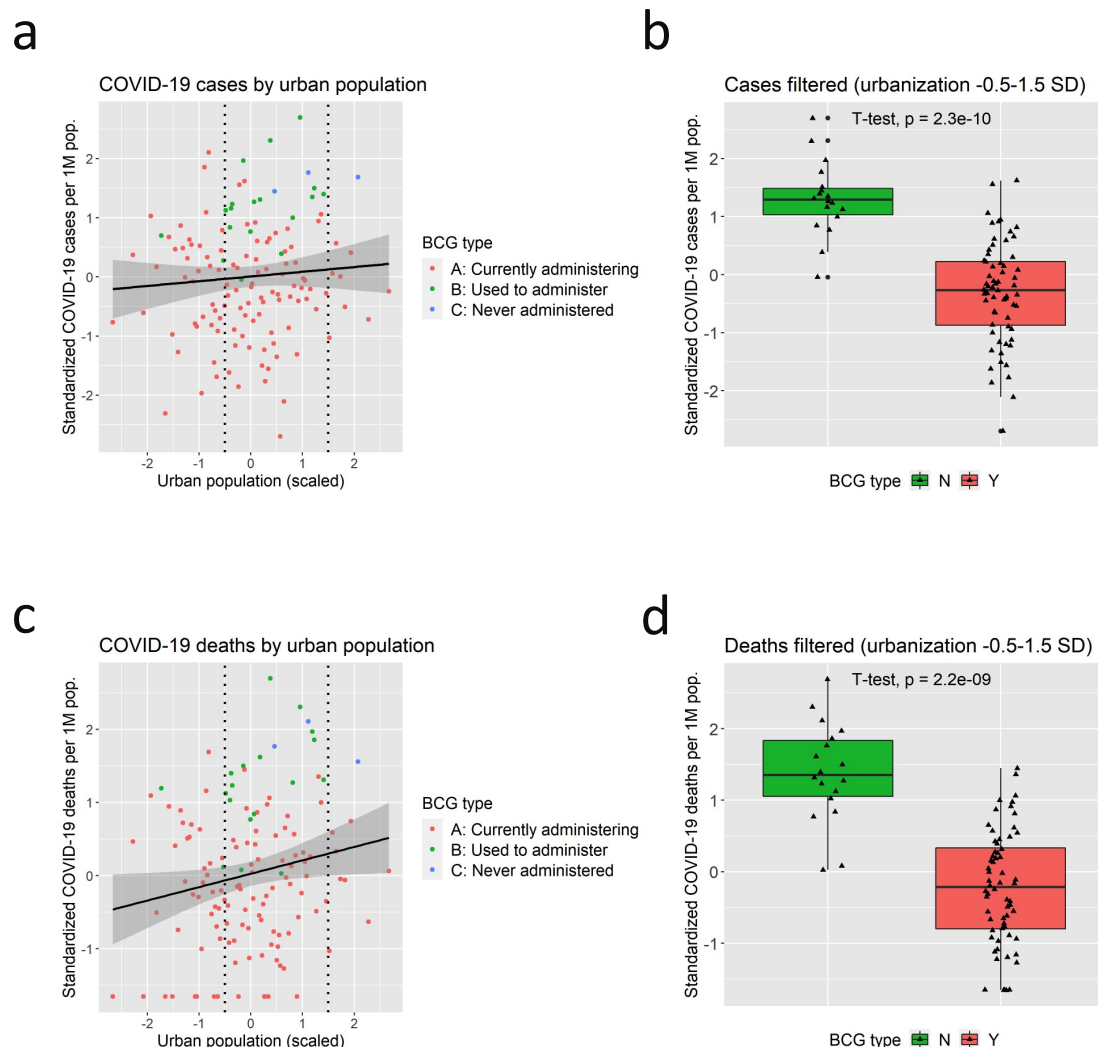 a
COVID-19 cases by urban population
Standardized COVID-19 cases per 1M pop.
2
1
0
-1
-2
-2 -1 0 1 2
Urban population (scaled)
BCG type
A: Currently administering
B: Used to administer
C: Never administered
b
Cases filtered (urbanization -0.5-1.5 SD)
T-test, p = 2.3e-10
Standardized COVID-19 cases per 1M pop.
2
1
0
-1
-2
BCG type N Y
c
COVID-19 deaths by urban population
Standardized COVID-19 deaths per 1M pop.
2
1
0
-1
-2 -1 0 1 2
Urban population (scaled)
BCG type
A: Currently administering
B: Used to administer
C: Never administered
d
Deaths filtered (urbanization -0.5-1.5 SD)
T-test, p = 2.2e-09
Standardized COVID-19 deaths per 1M pop.
2
1
0
-1
BCG type N Y